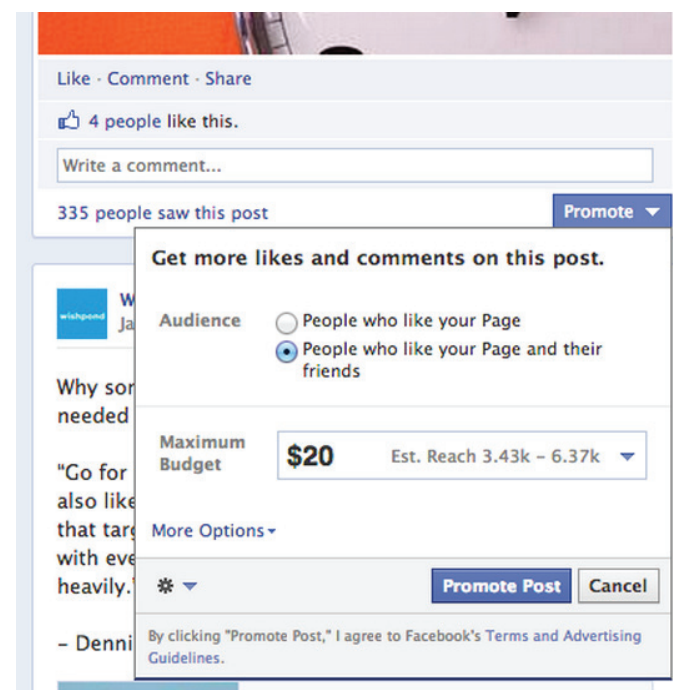 Like · Comment · Share
4 people like this.
Write a comment...
335 people saw this post
Promote
Get more likes and comments on this post.
Audience
People who like your Page
People who like your Page and their
friends
Maximum
Budget
$20
Est. Reach 3.43k – 6.37k
More Options
Promote Post
Cancel
By clicking "Promote Post," I agree to Facebook's Terms and Advertising
Guidelines.
wishpond
W
Ja
Why sor
needed
"Go for
also like
that targ
with eve
heavily."
– Denni